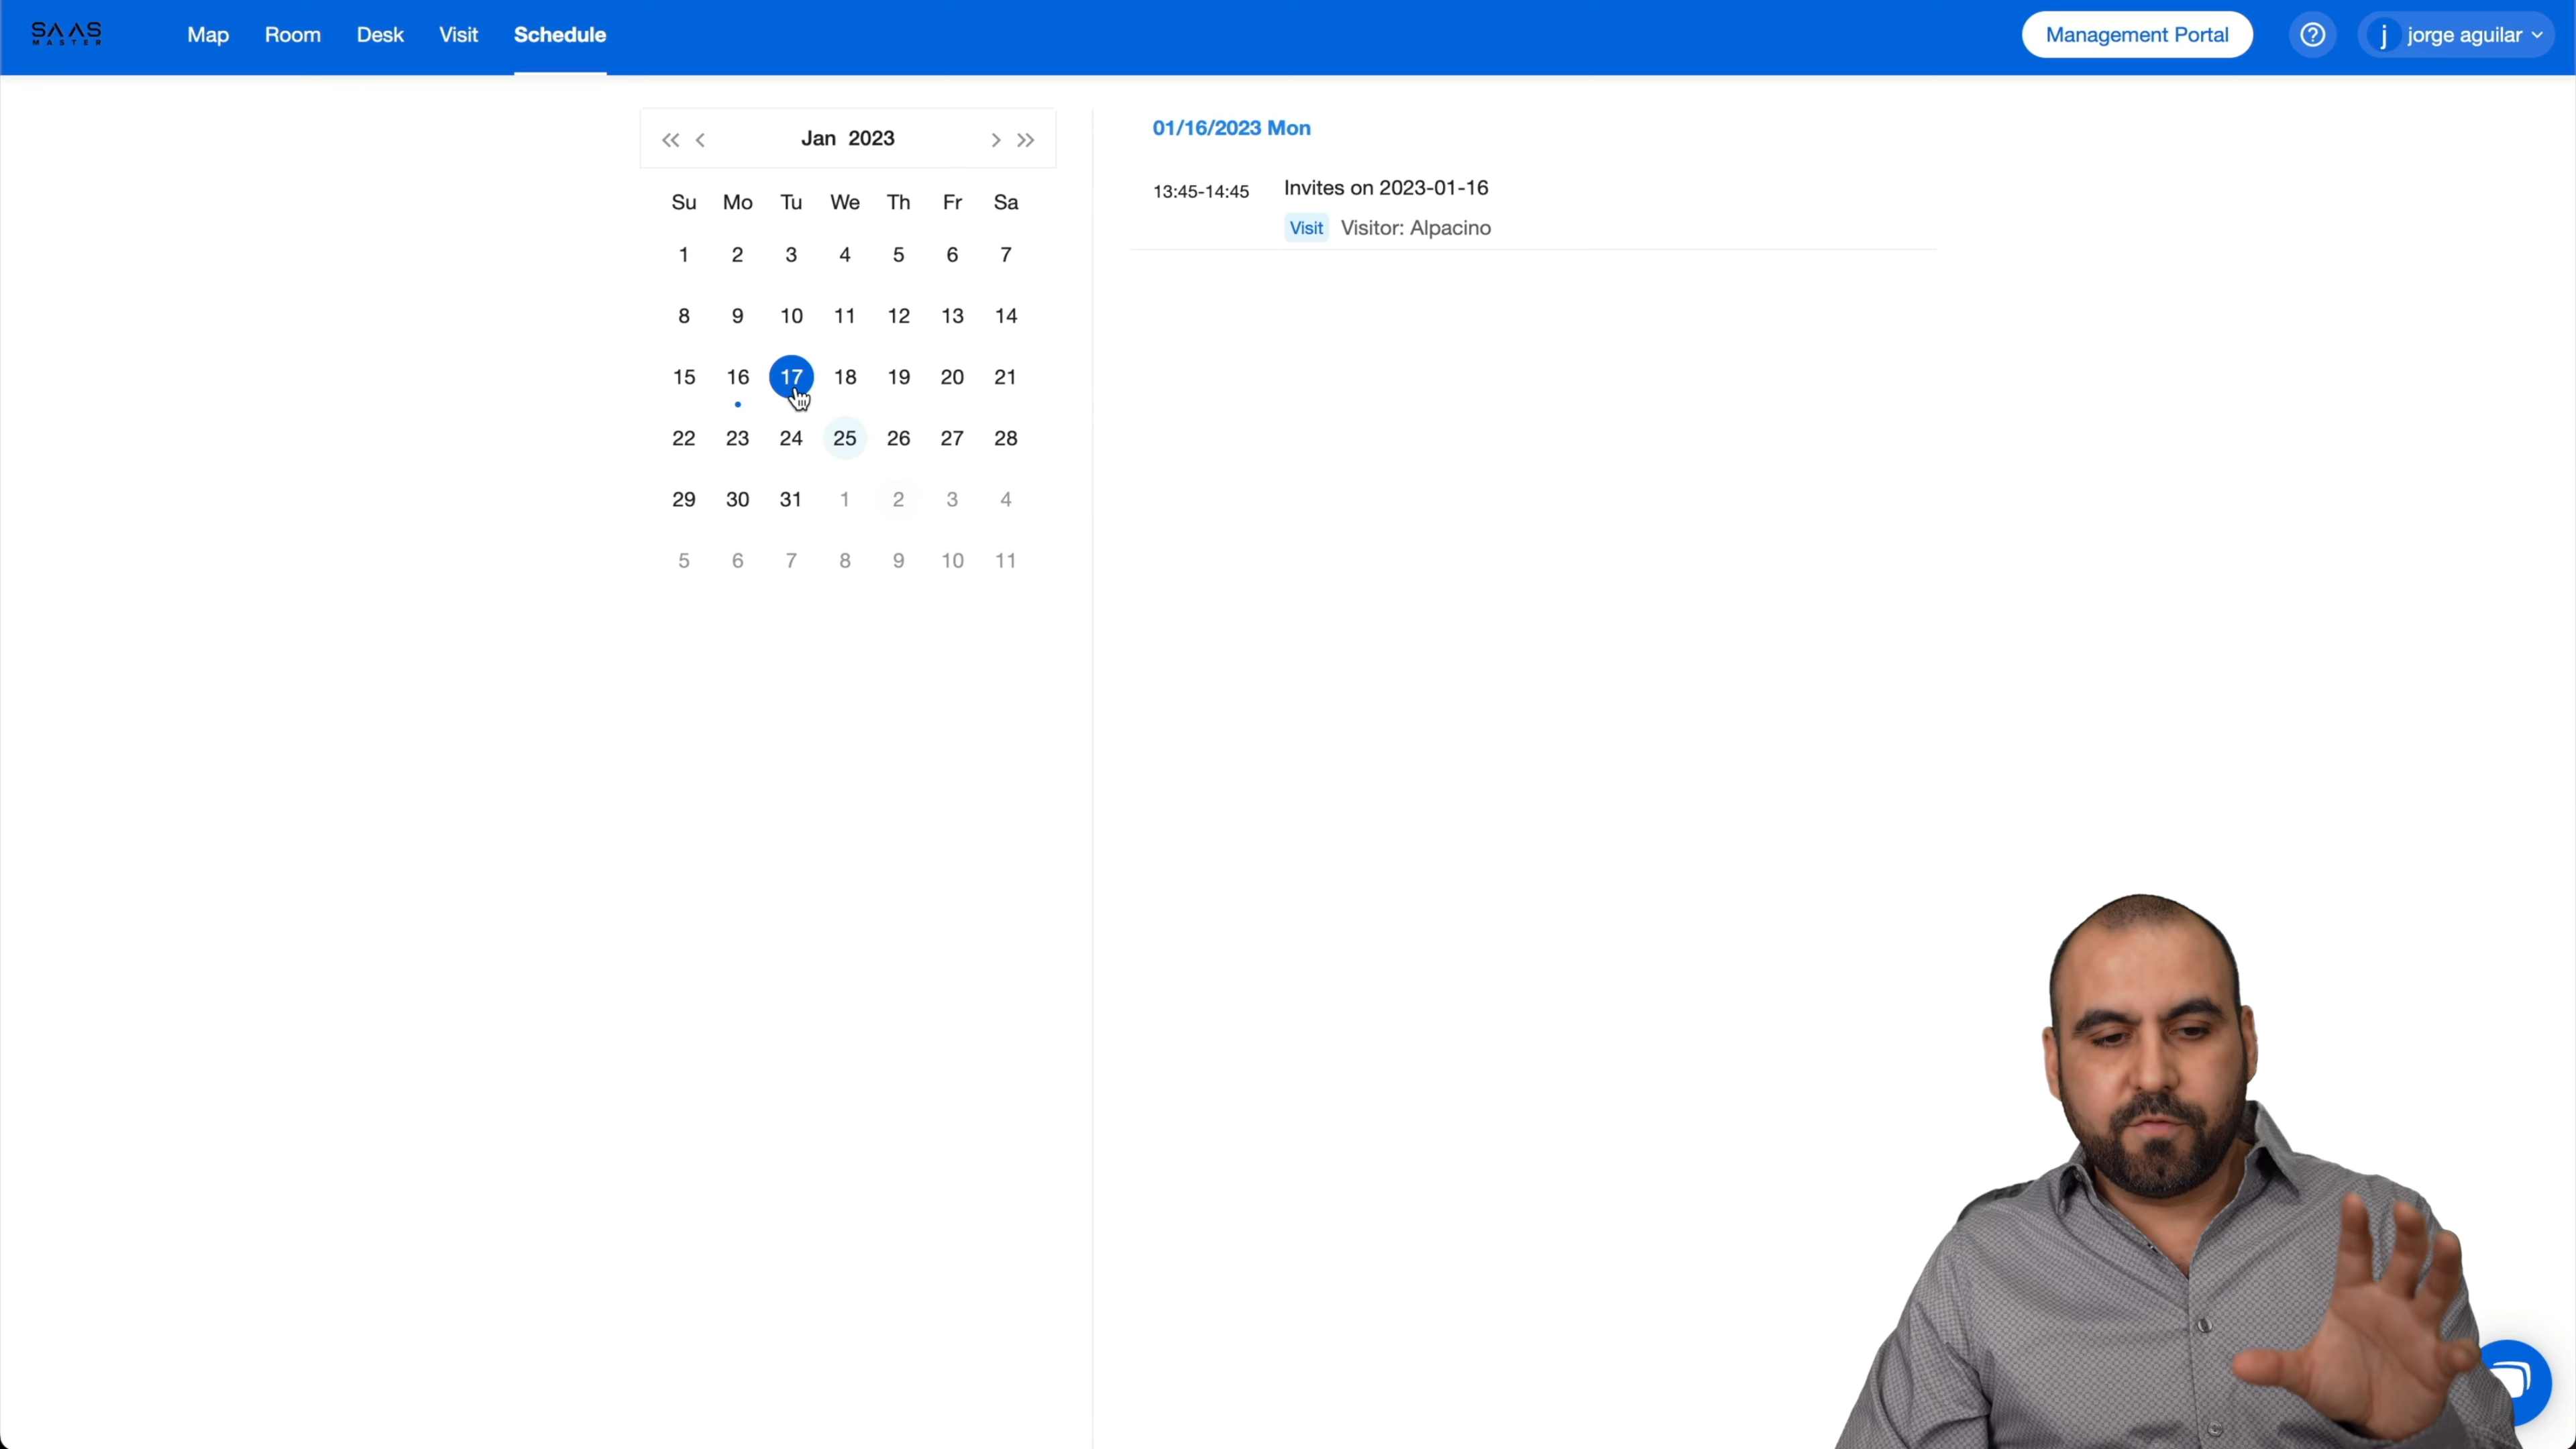 SAAS
MASTER
Map Room Desk Visit Schedule
Management Portal
? j jorge aguilar
Jan 2023
Su Mo Tu We Th Fr Sa
1 2 3 4 5 6 7
8 9 10 11 12 13 14
15 16 17 18 19 20 21
22 23 24 25 26 27 28
29 30 31 1 2 3 4
5 6 7 8 9 10 11
01/16/2023 Mon
13:45-14:45 Invites on 2023-01-16
Visit Visitor: Alpacino